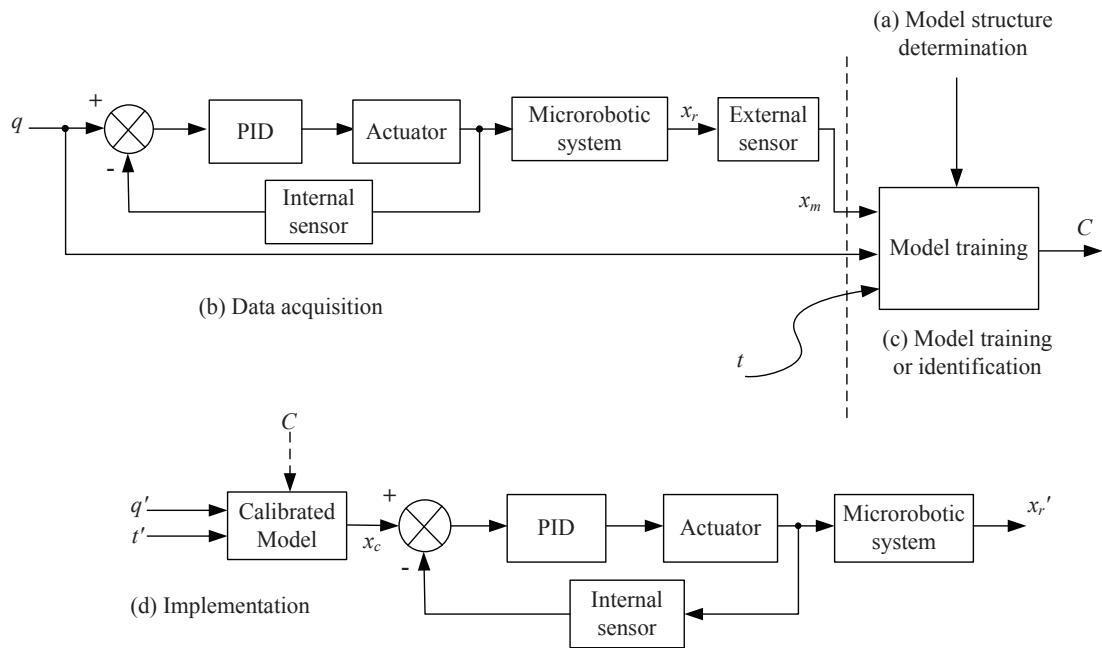 (a) Model structure
determination
q
+
-
PID
Actuator
Microrobotic
system
x_r
External
sensor
Internal
sensor
x_m
Model training
C
(b) Data acquisition
t
(c) Model training
or identification
C
q'
t'
Calibrated
Model
x_c
+
-
PID
Actuator
Microrobotic
system
x_r'
Internal
sensor
(d) Implementation